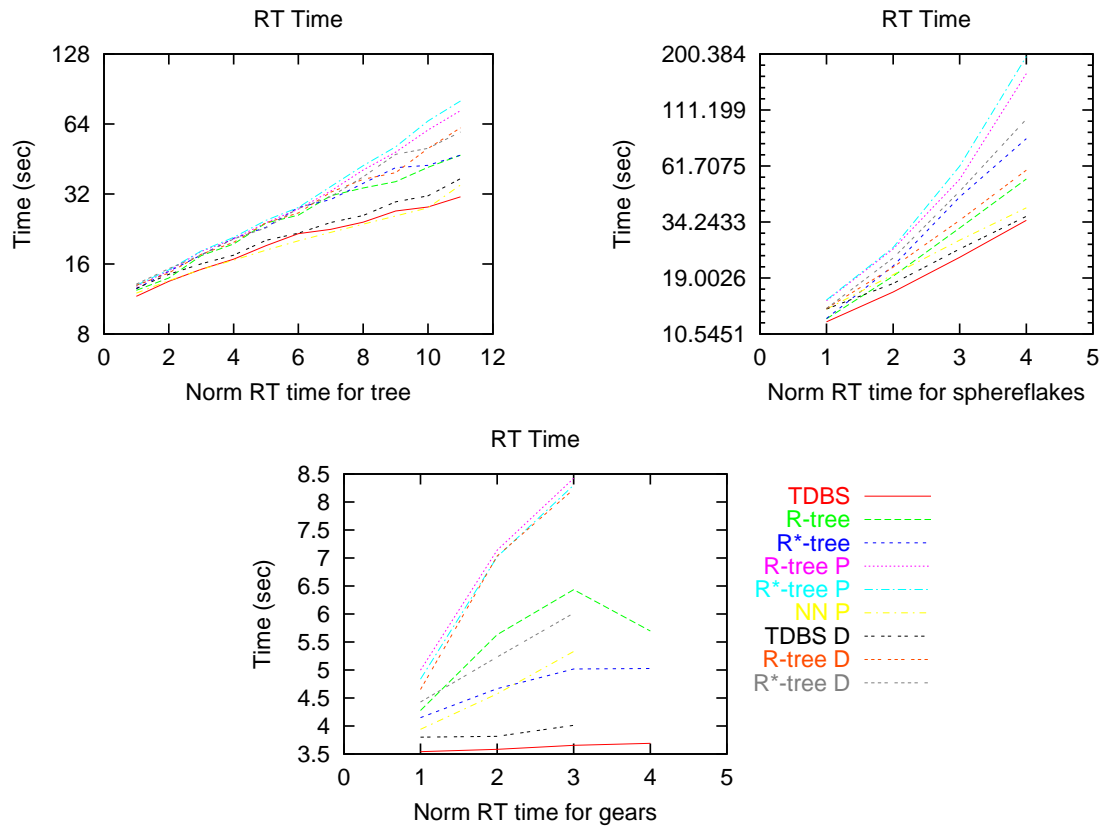 RT Time
128
64
32
16
8
0 2 4 6 8 10 12
Time (sec)
Norm RT time for tree
RT Time
200.384
111.199
61.7075
34.2433
19.0026
10.5451
0 1 2 3 4 5
Time (sec)
Norm RT time for sphereflakes
RT Time
8.5
8
7.5
7
6.5
6
5.5
5
4.5
4
3.5
0 1 2 3 4 5
Time (sec)
Norm RT time for gears
TDBS
R-tree
R*-tree
R-tree P
R*-tree P
NN P
TDBS D
R-tree D
R*-tree D